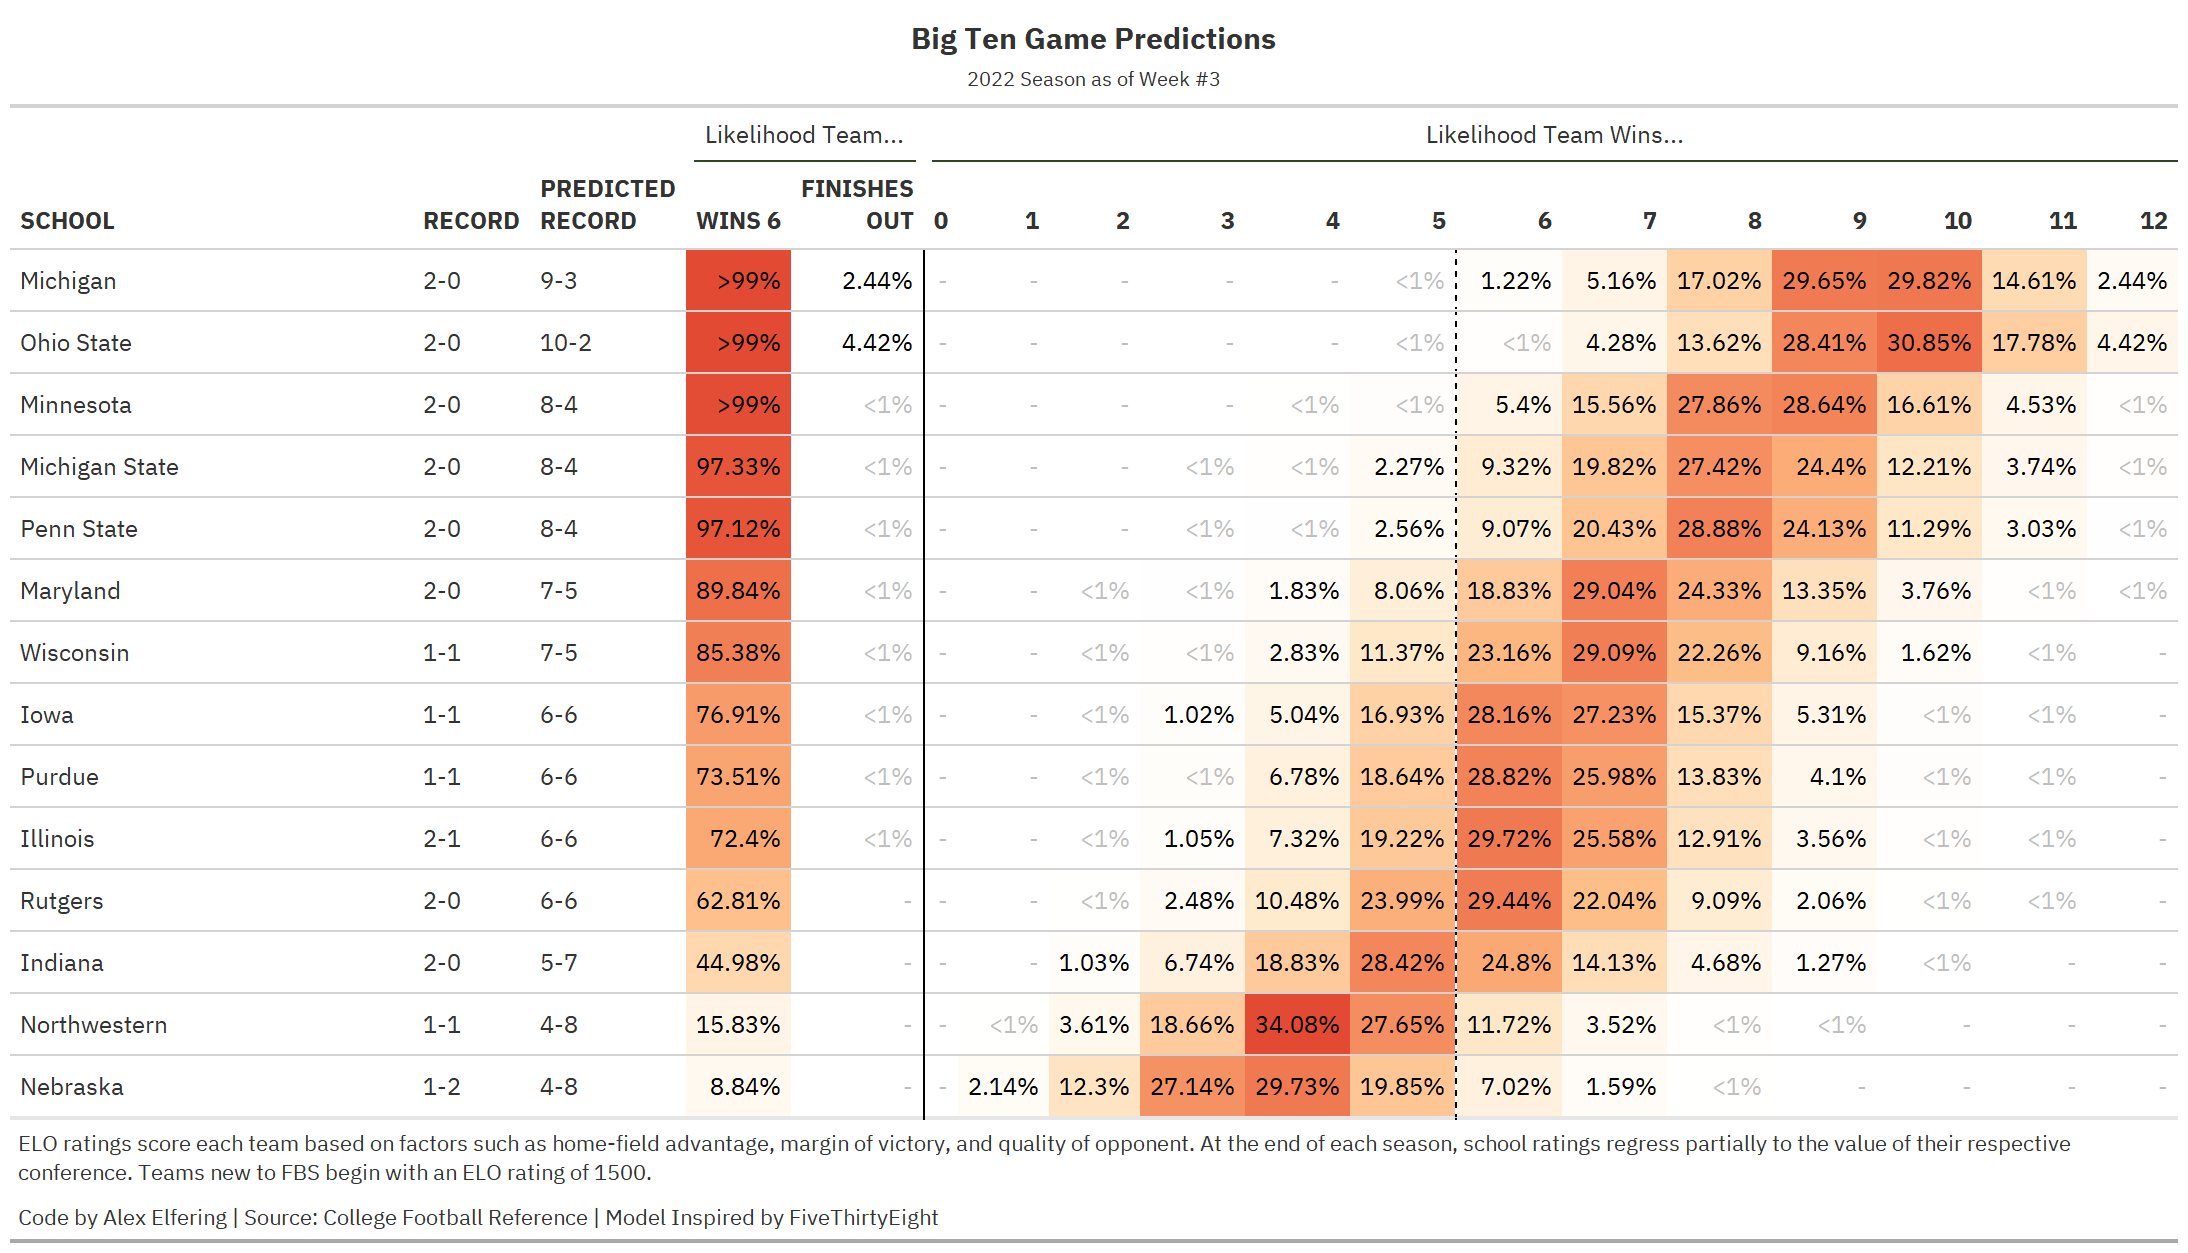 Big Ten Game Predictions
2022 Season as of Week #3
Likelihood Team... Likelihood Team Wins...
SCHOOL RECORD PREDICTED RECORD WINS 6 FINISHES OUT 0 1 2 3 4 5 6 7 8 9 10 11 12
Michigan 2-0 9-3 >99% 2.44% - - - - - <1% 1.22% 5.16% 17.02% 29.65% 29.82% 14.61% 2.44%
Ohio State 2-0 10-2 >99% 4.42% - - - - - <1% <1% 4.28% 13.62% 28.41% 30.85% 17.78% 4.42%
Minnesota 2-0 8-4 >99% <1% - - - - <1% <1% 5.4% 15.56% 27.86% 28.64% 16.61% 4.53% <1%
Michigan State 2-0 8-4 97.33% <1% - - - <1% <1% 2.27% 9.32% 19.82% 27.42% 24.4% 12.21% 3.74% <1%
Penn State 2-0 8-4 97.12% <1% - - - <1% <1% 2.56% 9.07% 20.43% 28.88% 24.13% 11.29% 3.03% <1%
Maryland 2-0 7-5 89.84% <1% - - <1% <1% 1.83% 8.06% 18.83% 29.04% 24.33% 13.35% 3.76% <1% <1%
Wisconsin 1-1 7-5 85.38% <1% - - <1% <1% 2.83% 11.37% 23.16% 29.09% 22.26% 9.16% 1.62% <1% -
Iowa 1-1 6-6 76.91% <1% - - <1% 1.02% 5.04% 16.93% 28.16% 27.23% 15.37% 5.31% <1% <1% -
Purdue 1-1 6-6 73.51% <1% - - <1% <1% 6.78% 18.64% 28.82% 25.98% 13.83% 4.1% <1% <1% -
Illinois 2-1 6-6 72.4% <1% - - <1% 1.05% 7.32% 19.22% 29.72% 25.58% 12.91% 3.56% <1% <1% -
Rutgers 2-0 6-6 62.81% - - - <1% 2.48% 10.48% 23.99% 29.44% 22.04% 9.09% 2.06% <1% <1% -
Indiana 2-0 5-7 44.98% - - - 1.03% 6.74% 18.83% 28.42% 24.8% 14.13% 4.68% 1.27% <1% - -
Northwestern 1-1 4-8 15.83% - - <1% 3.61% 18.66% 34.08% 27.65% 11.72% 3.52% <1% <1% - - -
Nebraska 1-2 4-8 8.84% - - 2.14% 12.3% 27.14% 29.73% 19.85% 7.02% 1.59% <1% - - - -
ELO ratings score each team based on factors such as home-field advantage, margin of victory, and quality of opponent. At the end of each season, school ratings regress partially to the value of their respective
conference. Teams new to FBS begin with an ELO rating of 1500.
Code by Alex Elfering | Source: College Football Reference | Model Inspired by FiveThirtyEight